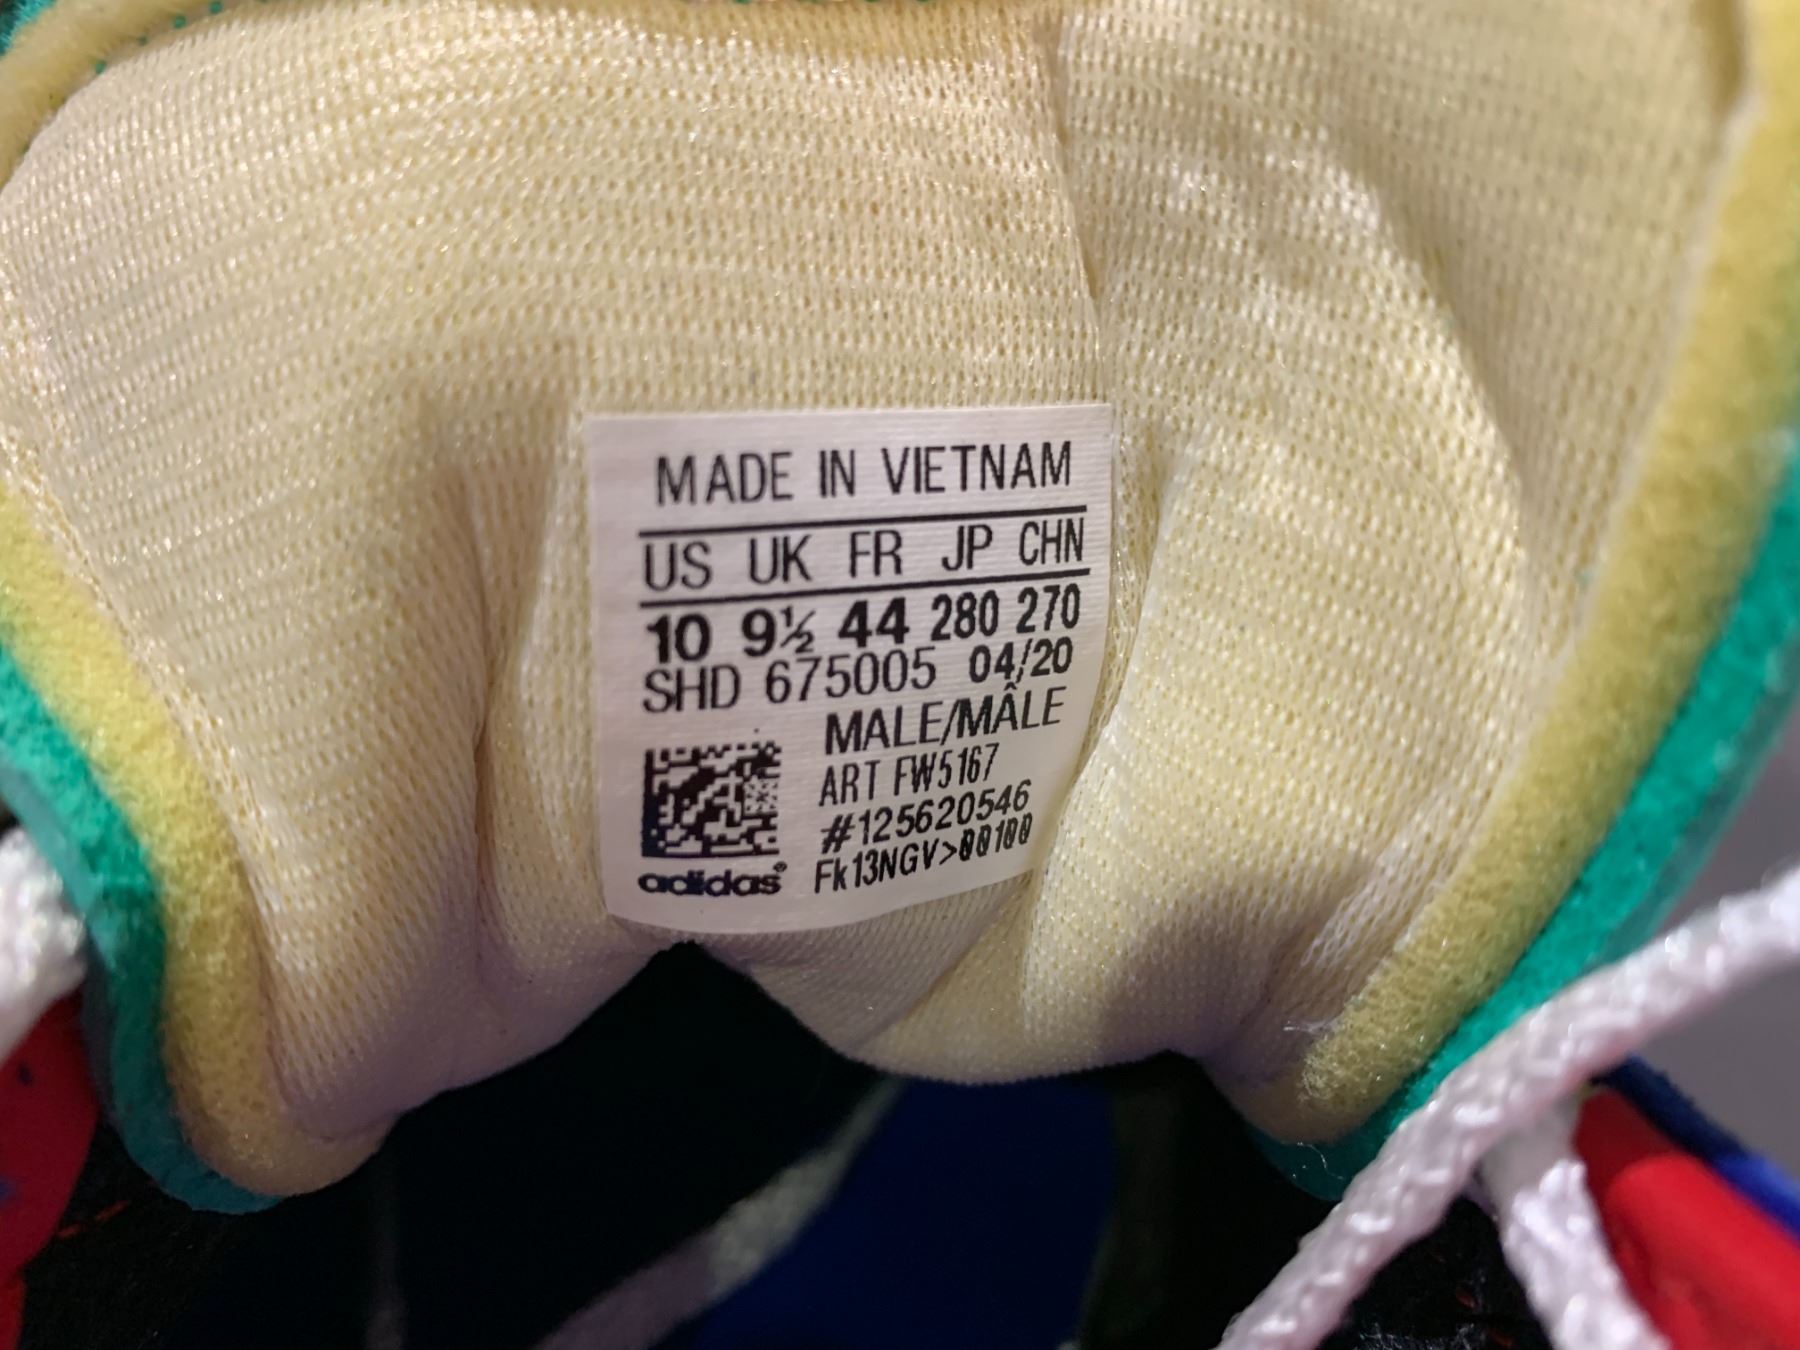 MADE IN VIETNAM
US UK FR JP CHN
10 9½ 44 280 270
SHD 675005 04/20
MALE/MÂLE
ART FW5167
#125620546
Fk13NGV>00100
adidas®